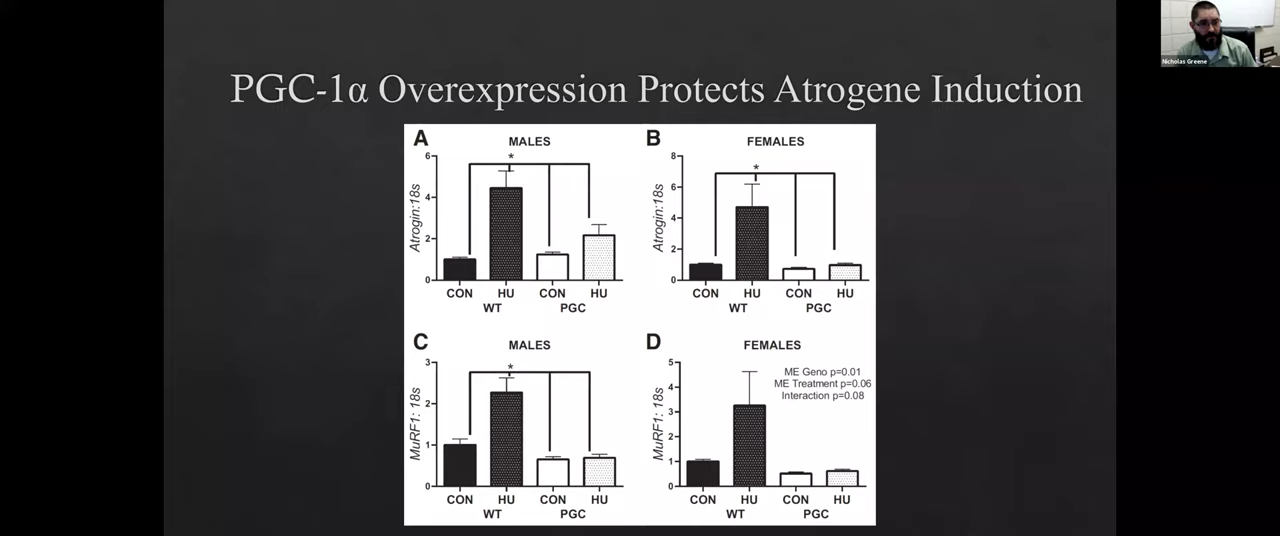 Nicholas Greene
PGC-1α Overexpression Protects Atrogene Induction
A
MALES
*
Atrogin:18s
6
4
2
0
CON HU CON HU
WT PGC
B
FEMALES
*
Atrogin:18s
8
6
4
2
0
CON HU CON HU
WT PGC
C
MALES
*
MuRF1: 18s
3
2
1
0
CON HU CON HU
WT PGC
D
FEMALES
ME Geno p=0.01
ME Treatment p=0.06
Interaction p=0.08
MuRF1: 18s
5
4
3
2
1
0
CON HU CON HU
WT PGC